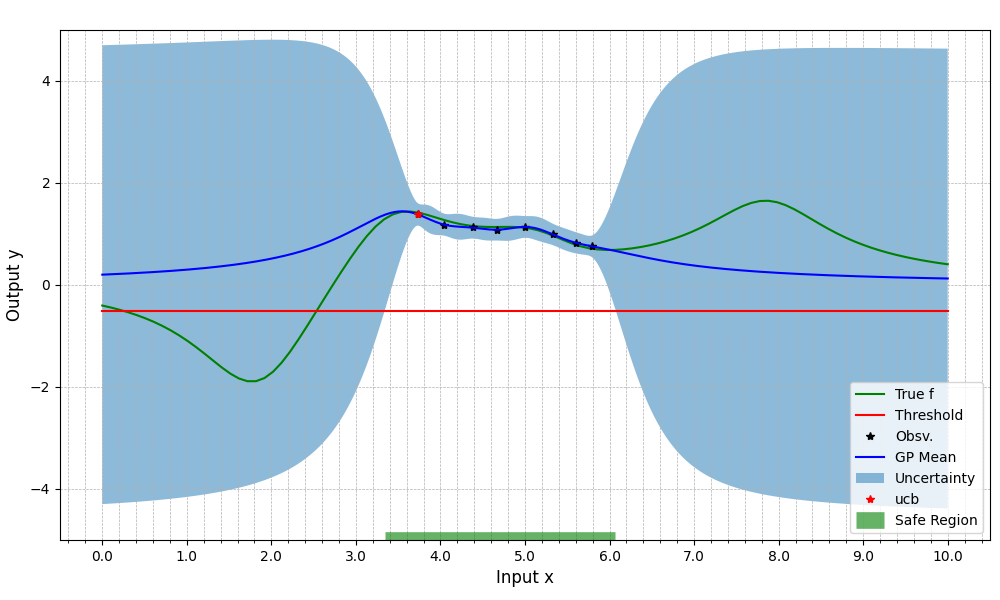 4
2
0
−2
−4
Output y
0.0 1.0 2.0 3.0 4.0 5.0 6.0 7.0 8.0 9.0 10.0
Input x
True f
Threshold
Obsv.
GP Mean
Uncertainty
ucb
Safe Region